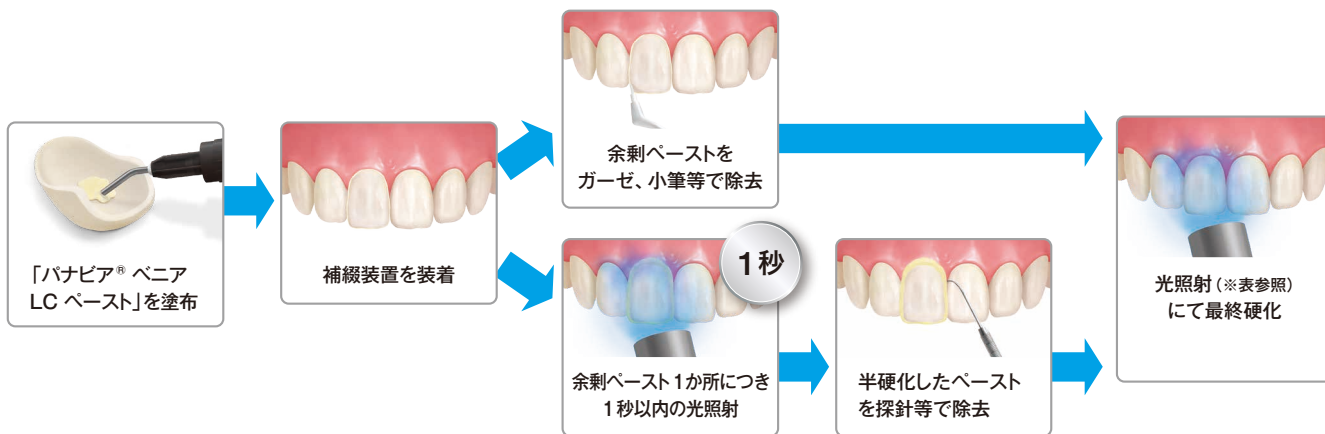 「パナビア® ベニア
LC ペースト」を塗布
補綴装置を装着
余剰ペーストを
ガーゼ、小筆等で除去
1秒
余剰ペースト1か所につき
1秒以内の光照射
半硬化したペースト
を探針等で除去
光照射(※表参照)
にて最終硬化